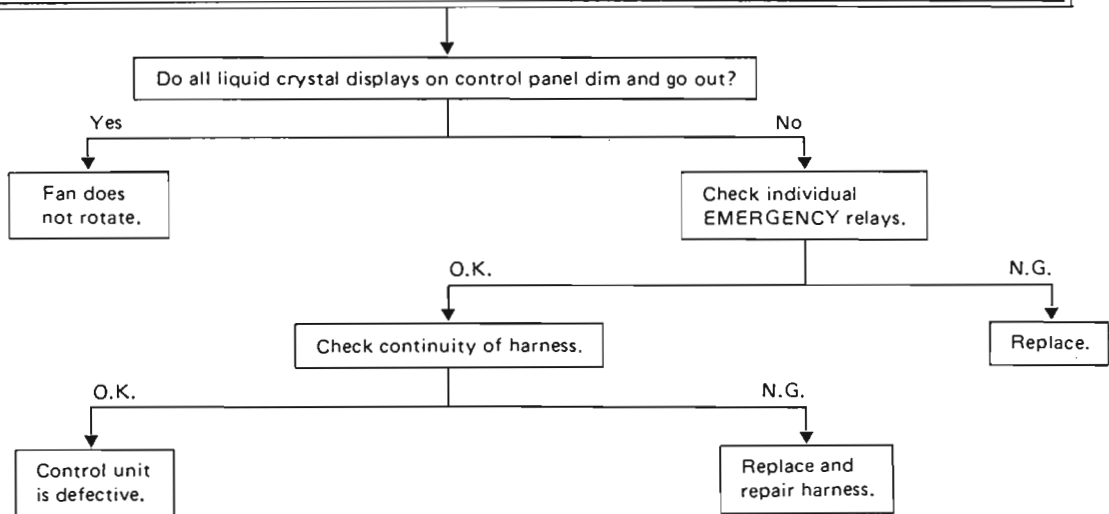 Do all liquid crystal displays on control panel dim and go out?
Yes
No
Fan does
not rotate.
Check individual
EMERGENCY relays.
O.K.
N.G.
Check continuity of harness.
Replace.
O.K.
N.G.
Control unit
is defective.
Replace and
repair harness.